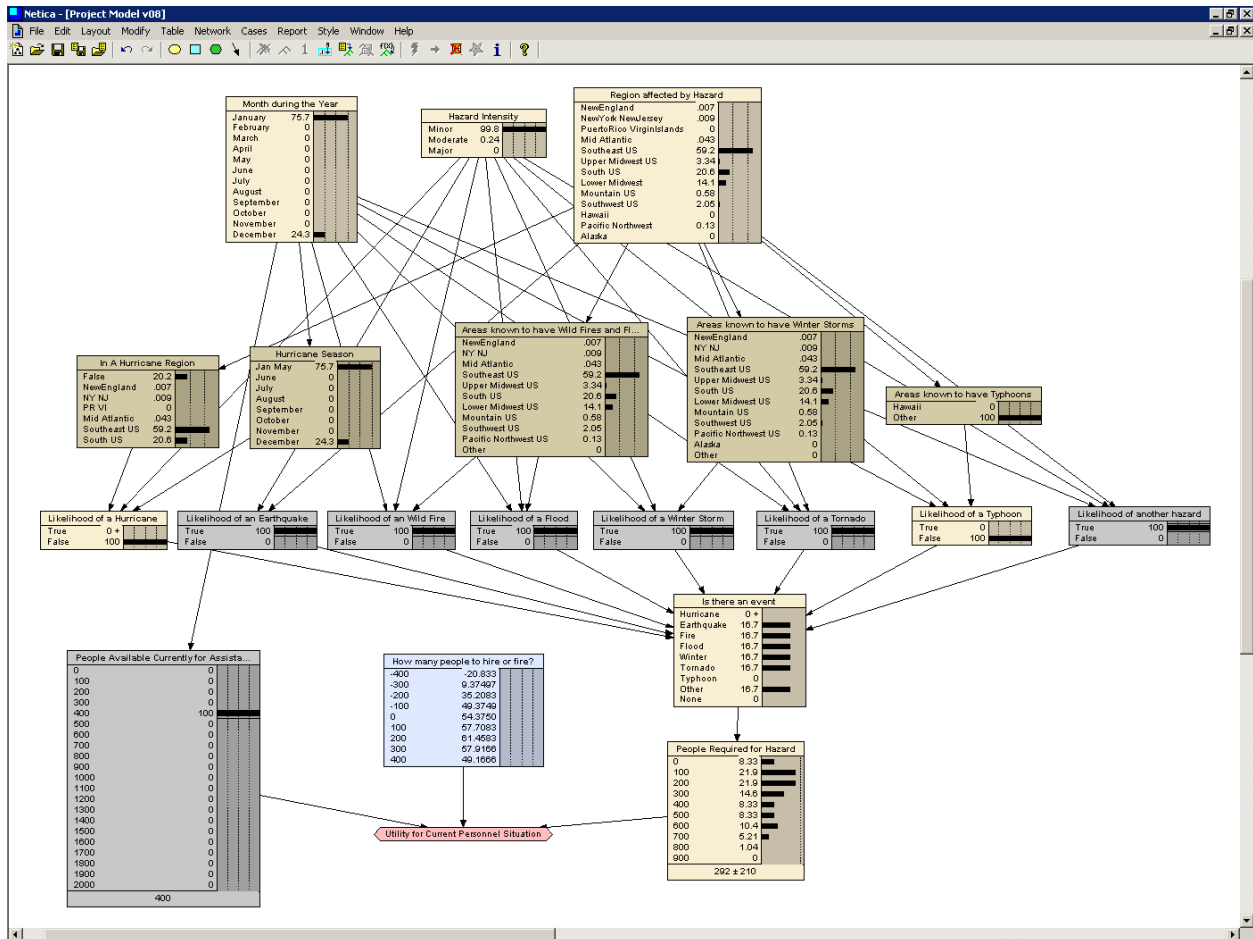 Netica - [Project Model v08]
File Edit Layout Modify Table Network Cases Report Style Window Help
Month during the Year
January 75.7
February 0
March 0
April 0
May 0
June 0
July 0
August 0
September 0
October 0
November 0
December 24.3
Hazard Intensity
Minor 99.8
Moderate 0.24
Major 0
Region affected by Hazard
NewEngland .007
NewYork NewJersey .009
PuertoRico VirginIslands 0
Mid Atlantic .043
Southeast US 59.2
Upper Midwest US 3.34
South US 20.6
Lower Midwest 14.1
Mountain US 0.58
Southwest US 2.05
Hawaii 0
Pacific Northwest 0.13
Alaska 0
In A Hurricane Region
False 20.2
NewEngland .007
NY NJ .009
PR VI 0
Mid Atlantic .043
Southeast US 59.2
South US 20.6
Hurricane Season
Jan May 75.7
June 0
July 0
August 0
September 0
October 0
November 0
December 24.3
Areas known to have Wild Fires and Fl...
NewEngland .007
NY NJ .009
Mid Atlantic .043
Southeast US 59.2
Upper Midwest US 3.34
South US 20.6
Lower Midwest US 14.1
Mountain US 0.58
Southwest US 2.05
Pacific Northwest US 0.13
Other 0
Areas known to have Winter Storms
NewEngland .007
NY NJ .009
Mid Atlantic .043
Southeast US 59.2
Upper Midwest US 3.34
South US 20.6
Lower Midwest US 14.1
Mountain US 0.58
Southwest US 2.05
Pacific Northwest US 0.13
Alaska 0
Other 0
Areas known to have Typhoons
Hawaii 0
Other 100
Likelihood of a Hurricane
True 0 +
False 100
Likelihood of an Earthquake
True 100
False 0
Likelihood of an Wild Fire
True 100
False 0
Likelihood of a Flood
True 100
False 0
Likelihood of a Winter Storm
True 100
False 0
Likelihood of a Tornado
True 100
False 0
Likelihood of a Typhoon
True 0
False 100
Likelihood of another hazard
True 100
False 0
Is there an event
Hurricane 0 +
Earthquake 16.7
Fire 16.7
Flood 16.7
Winter 16.7
Tornado 16.7
Typhoon 0
Other 16.7
None 0
People Available Currently for Assista...
0 0
100 0
200 0
300 0
400 100
500 0
600 0
700 0
800 0
900 0
1000 0
1100 0
1200 0
1300 0
1400 0
1500 0
1600 0
1700 0
1800 0
1900 0
2000 0
400
How many people to hire or fire?
-400 -20.833
-300 9.37497
-200 35.2083
-100 49.3749
0 54.3750
100 57.7083
200 61.4583
300 57.9166
400 49.1666
People Required for Hazard
0 8.33
100 21.9
200 21.9
300 14.6
400 8.33
500 8.33
600 10.4
700 5.21
800 1.04
900 0
292 ± 210
Utility for Current Personnel Situation